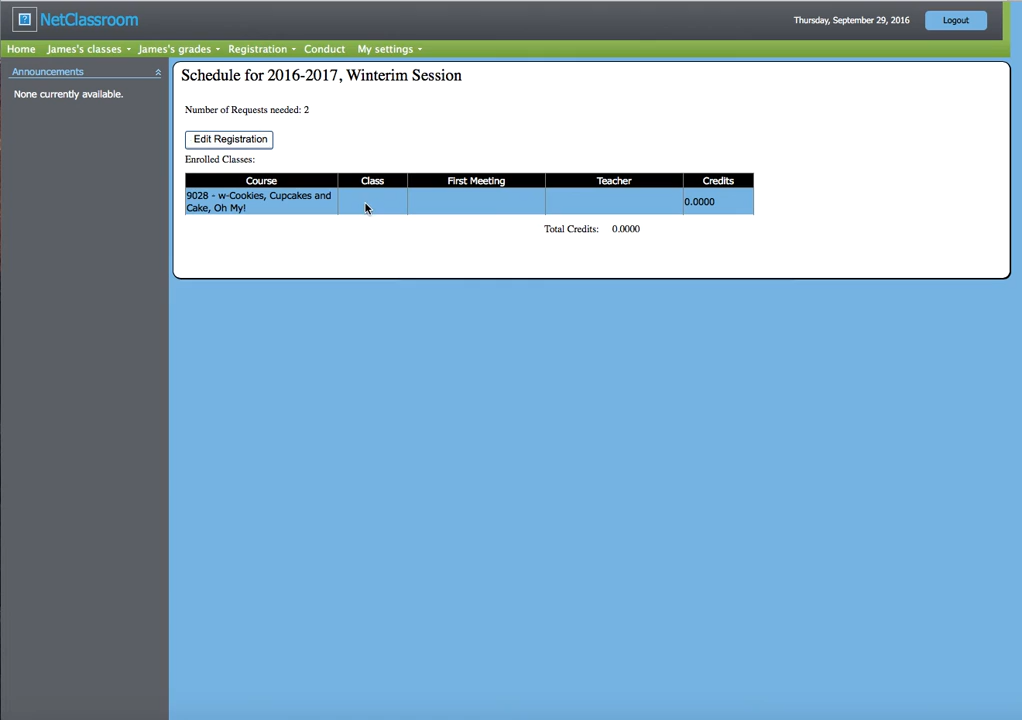 NetClassroom
Thursday, September 29, 2016
Logout
Home James's classes James's grades Registration Conduct My settings
Announcements
None currently available.
Schedule for 2016-2017, Winterim Session
Number of Requests needed: 2
Edit Registration
Enrolled Classes:
Course Class First Meeting Teacher Credits
9028 - w-Cookies, Cupcakes and
Cake, Oh My!
0.0000
Total Credits: 0.0000